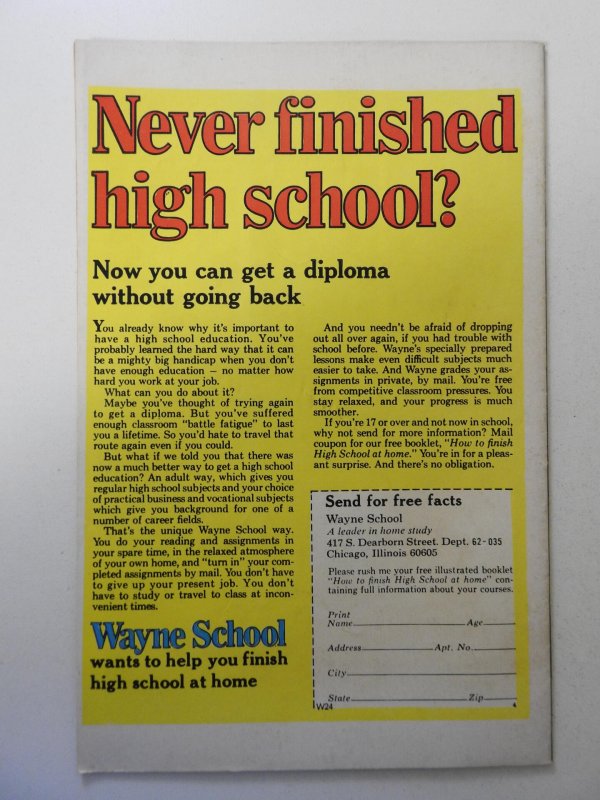 Never finished
high school?
Now you can get a diploma
without going back
You already know why it's important to
have a high school education. You've
probably learned the hard way that it can
be a mighty big handicap when you don't
have enough education – no matter how
hard you work at your job.
What can you do about it?
Maybe you've thought of trying again
to get a diploma. But you've suffered
enough classroom "battle fatigue" to last
you a lifetime. So you'd hate to travel that
route again even if you could.
But what if we told you that there was
now a much better way to get a high school
education? An adult way, which gives you
regular high school subjects and your choice
of practical business and vocational subjects
which give you background for one of a
number of career fields.
That's the unique Wayne School way.
You do your reading and assignments in
your spare time, in the relaxed atmosphere
of your own home, and "turn in" your com-
pleted assignments by mail. You don't have
to give up your present job. You don't
have to study or travel to class at incon-
venient times.
Wayne School
wants to help you finish
high school at home
And you needn't be afraid of dropping
out all over again, if you had trouble with
school before. Wayne's specially prepared
lessons make even difficult subjects much
easier to take. And Wayne grades your as-
signments in private, by mail. You're free
from competitive classroom pressures. You
stay relaxed, and your progress is much
smoother.
If you're 17 or over and not now in school,
why not send for more information? Mail
coupon for our free booklet, "How to finish
High School at home." You're in for a pleas-
ant surprise. And there's no obligation.
Send for free facts
Wayne School
A leader in home study
417 S. Dearborn Street. Dept. 62-035
Chicago, Illinois 60605
Please rush me your free illustrated booklet
"How to finish High School at home" con-
taining full information about your courses.
Print
Name Age
Address Apt. No.
City
State Zip
W24 4